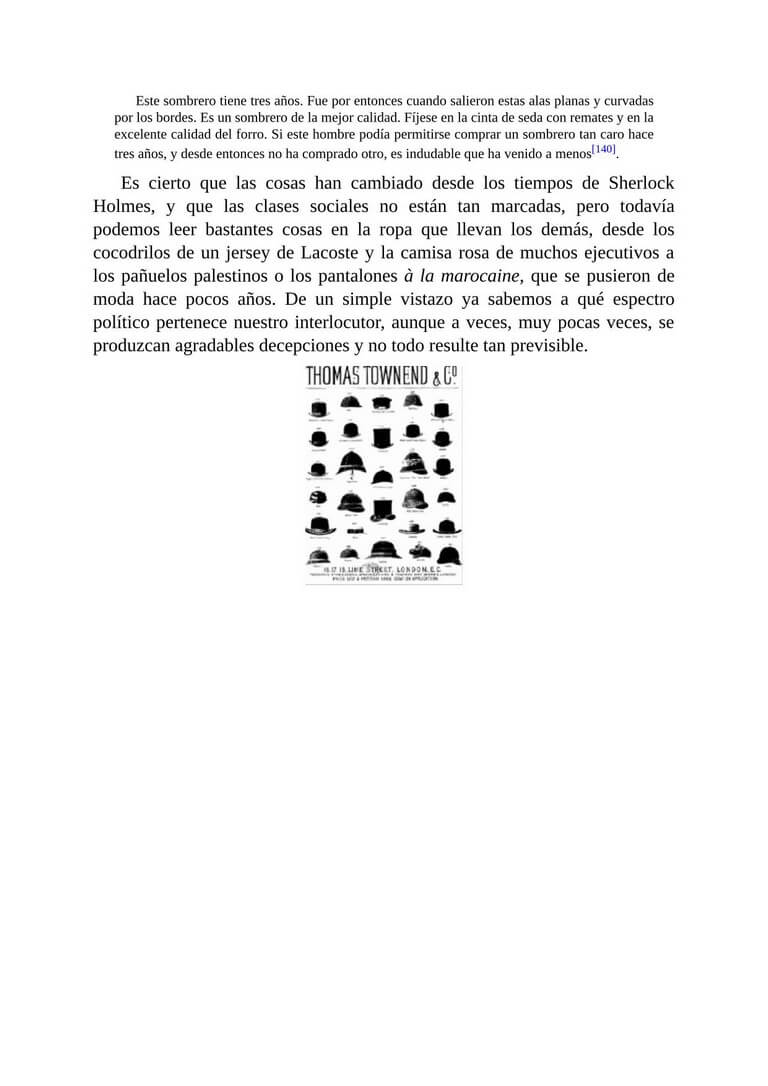 Este sombrero tiene tres años. Fue por entonces cuando salieron estas alas planas y curvadas
por los bordes. Es un sombrero de la mejor calidad. Fíjese en la cinta de seda con remates y en la
excelente calidad del forro. Si este hombre podía permitirse comprar un sombrero tan caro hace
tres años, y desde entonces no ha comprado otro, es indudable que ha venido a menos[140].
Es cierto que las cosas han cambiado desde los tiempos de Sherlock
Holmes, y que las clases sociales no están tan marcadas, pero todavía
podemos leer bastantes cosas en la ropa que llevan los demás, desde los
cocodrilos de un jersey de Lacoste y la camisa rosa de muchos ejecutivos a
los pañuelos palestinos o los pantalones à la marocaine, que se pusieron de
moda hace pocos años. De un simple vistazo ya sabemos a qué espectro
político pertenece nuestro interlocutor, aunque a veces, muy pocas veces, se
produzcan agradables decepciones y no todo resulte tan previsible.
THOMAS TOWNEND & Co.
LIME STREET, LONDON, E.C.